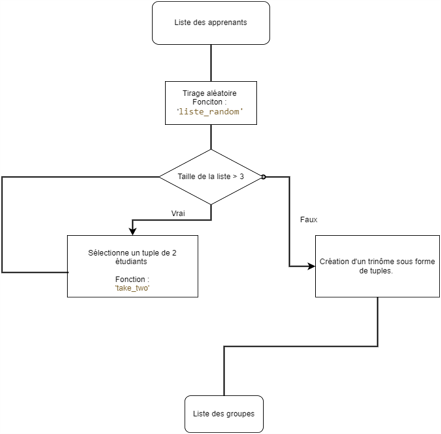 Liste des apprenants
Tirage aléatoire
Fonciton :
'liste_random'
Taille de la liste > 3
Vrai
Faux
Sélectionne un tuple de 2
étudiants
Fonction :
'take_two'
Création d'un trinôme sous forme
de tuples.
Liste des groupes